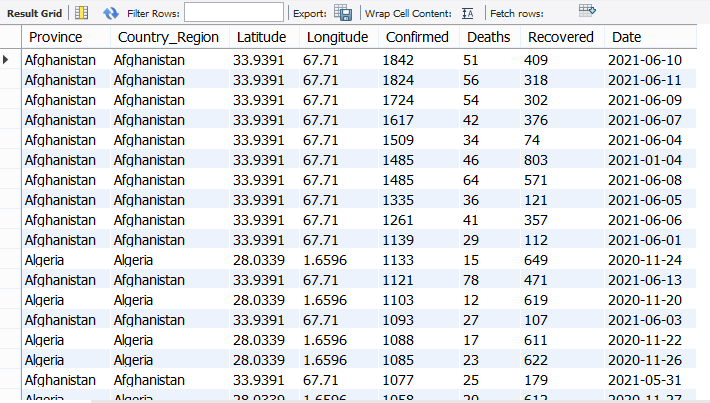 Result Grid Filter Rows: Export: Wrap Cell Content: Fetch rows:
Province Country_Region Latitude Longitude Confirmed Deaths Recovered Date
Afghanistan Afghanistan 33.9391 67.71 1842 51 409 2021-06-10
Afghanistan Afghanistan 33.9391 67.71 1824 56 318 2021-06-11
Afghanistan Afghanistan 33.9391 67.71 1724 54 302 2021-06-09
Afghanistan Afghanistan 33.9391 67.71 1617 42 376 2021-06-07
Afghanistan Afghanistan 33.9391 67.71 1509 34 74 2021-06-04
Afghanistan Afghanistan 33.9391 67.71 1485 46 803 2021-01-04
Afghanistan Afghanistan 33.9391 67.71 1485 64 571 2021-06-08
Afghanistan Afghanistan 33.9391 67.71 1335 36 121 2021-06-05
Afghanistan Afghanistan 33.9391 67.71 1261 41 357 2021-06-06
Afghanistan Afghanistan 33.9391 67.71 1139 29 112 2021-06-01
Algeria Algeria 28.0339 1.6596 1133 15 649 2020-11-24
Afghanistan Afghanistan 33.9391 67.71 1121 78 471 2021-06-13
Algeria Algeria 28.0339 1.6596 1103 12 619 2020-11-20
Afghanistan Afghanistan 33.9391 67.71 1093 27 107 2021-06-03
Algeria Algeria 28.0339 1.6596 1088 17 611 2020-11-22
Algeria Algeria 28.0339 1.6596 1085 23 622 2020-11-26
Afghanistan Afghanistan 33.9391 67.71 1077 25 179 2021-05-31
Algeria Algeria 28.0339 1.6596 1058 20 612 2020-11-27